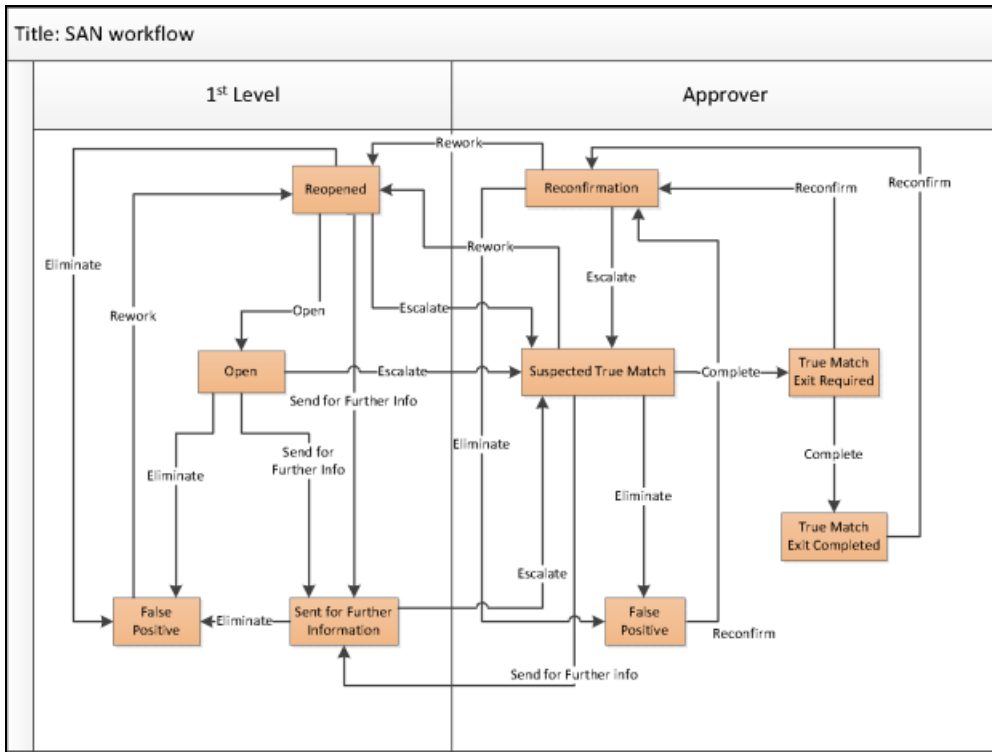 Title: SAN workflow
1st Level
Approver
Rework
Reopened
Reconfirmation
Reconfirm
Reconfirm
Rework
Eliminate
Escalate
Rework
Open
Escalate
Open
Escalate
Suspected True Match
Complete
True Match
Exit Required
Send for Further Info
Send for
Further Info
Eliminate
Eliminate
Complete
Eliminate
True Match
Exit Completed
Escalate
False
Positive
Eliminate
Sent for Further
Information
False
Positive
Reconfirm
Send for Further info